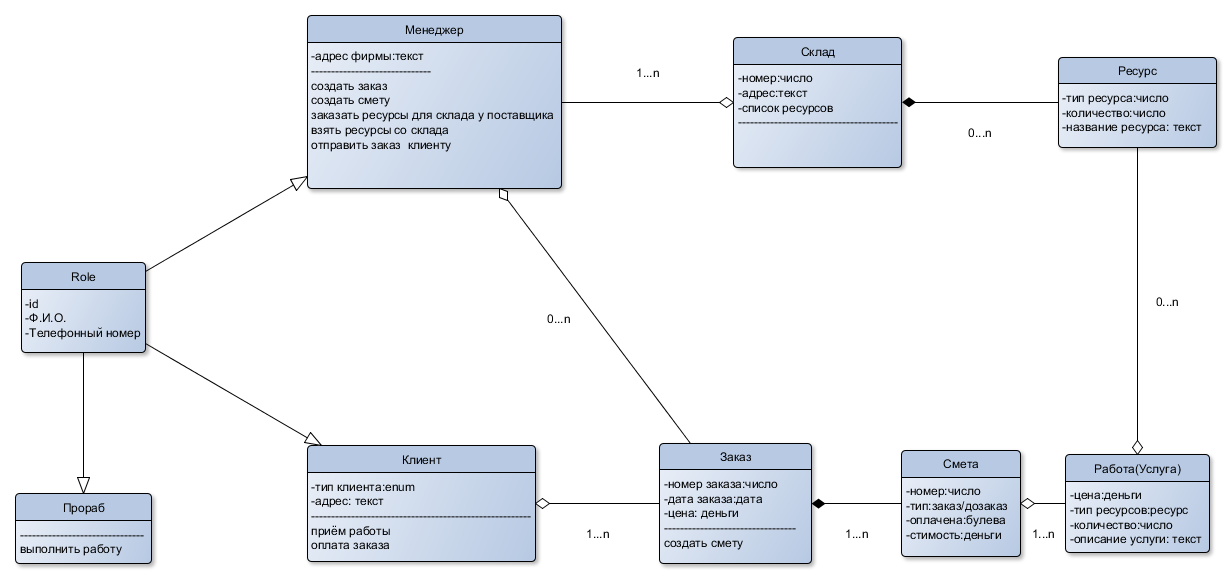 Менеджер
-адрес фирмы:текст
------------------------------
создать заказ
создать смету
заказать ресурсы для склада у поставщика
взять ресурсы со склада
отправить заказ  клиенту
1...n
Склад
-номер:число
-адрес:текст
-список ресурсов
----------------------------------------
0...n
Ресурс
-тип ресурса:число
-количество:число
-название ресурса: текст
Role
-id
-Ф.И.О.
-Телефонный номер
0...n
0...n
Прораб
-------------------------------
выполнить работу
Клиент
-тип клиента:enum
-адрес: текст
-------------------------------------------------------
приём работы
оплата заказа
1...n
Заказ
-номер заказа:число
-дата заказа:дата
-цена: деньги
---------------------------------
создать смету
1...n
Смета
-номер:число
-тип:заказ/дозаказ
-оплачена:булева
-стимость:деньги
1...n
Работа(Услуга)
-цена:деньги
-тип ресурсов:ресурс
-количество:число
-описание услуги: текст